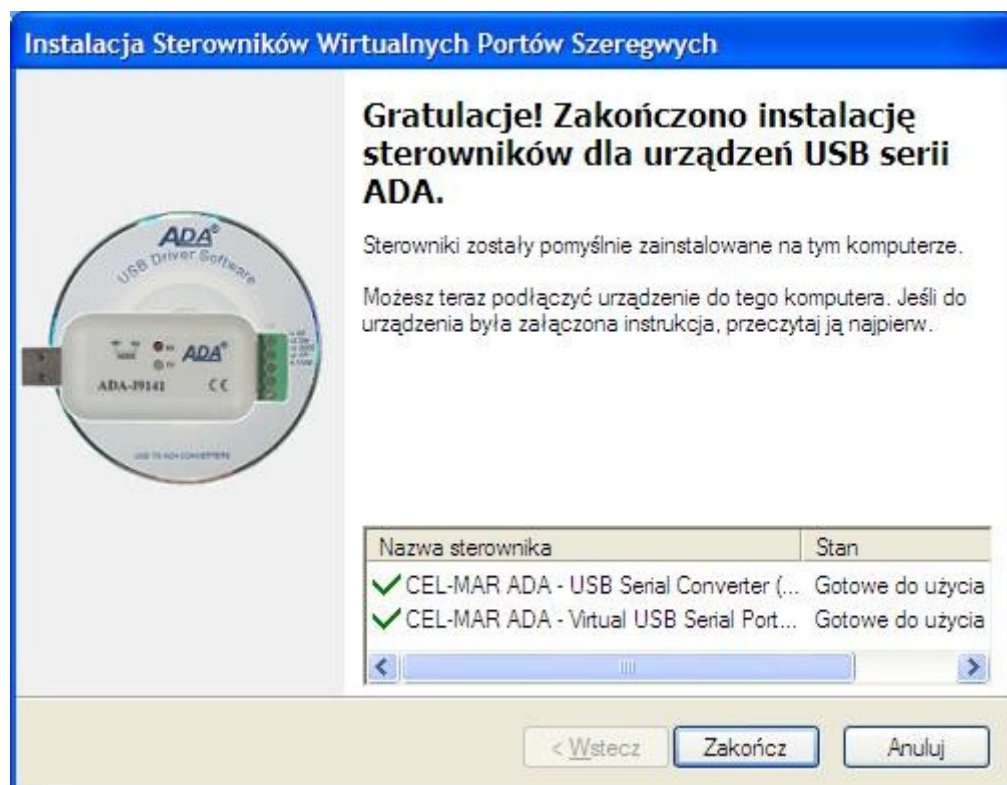 Instalacja Sterowników Wirtualnych Portów Szeregwych
Gratulacje! Zakończono instalację
sterowników dla urządzeń USB serii
ADA.
Sterowniki zostały pomyślnie zainstalowane na tym komputerze.
Możesz teraz podłączyć urządzenie do tego komputera. Jeśli do
urządzenia była załączona instrukcja, przeczytaj ją najpierw.
ADA®
USB Driver Software
ADA®
ADA-I9141 CE
Nazwa sterownika Stan
CEL-MAR ADA - USB Serial Converter (... Gotowe do użycia
CEL-MAR ADA - Virtual USB Serial Port... Gotowe do użycia
< Wstecz Zakończ Anuluj